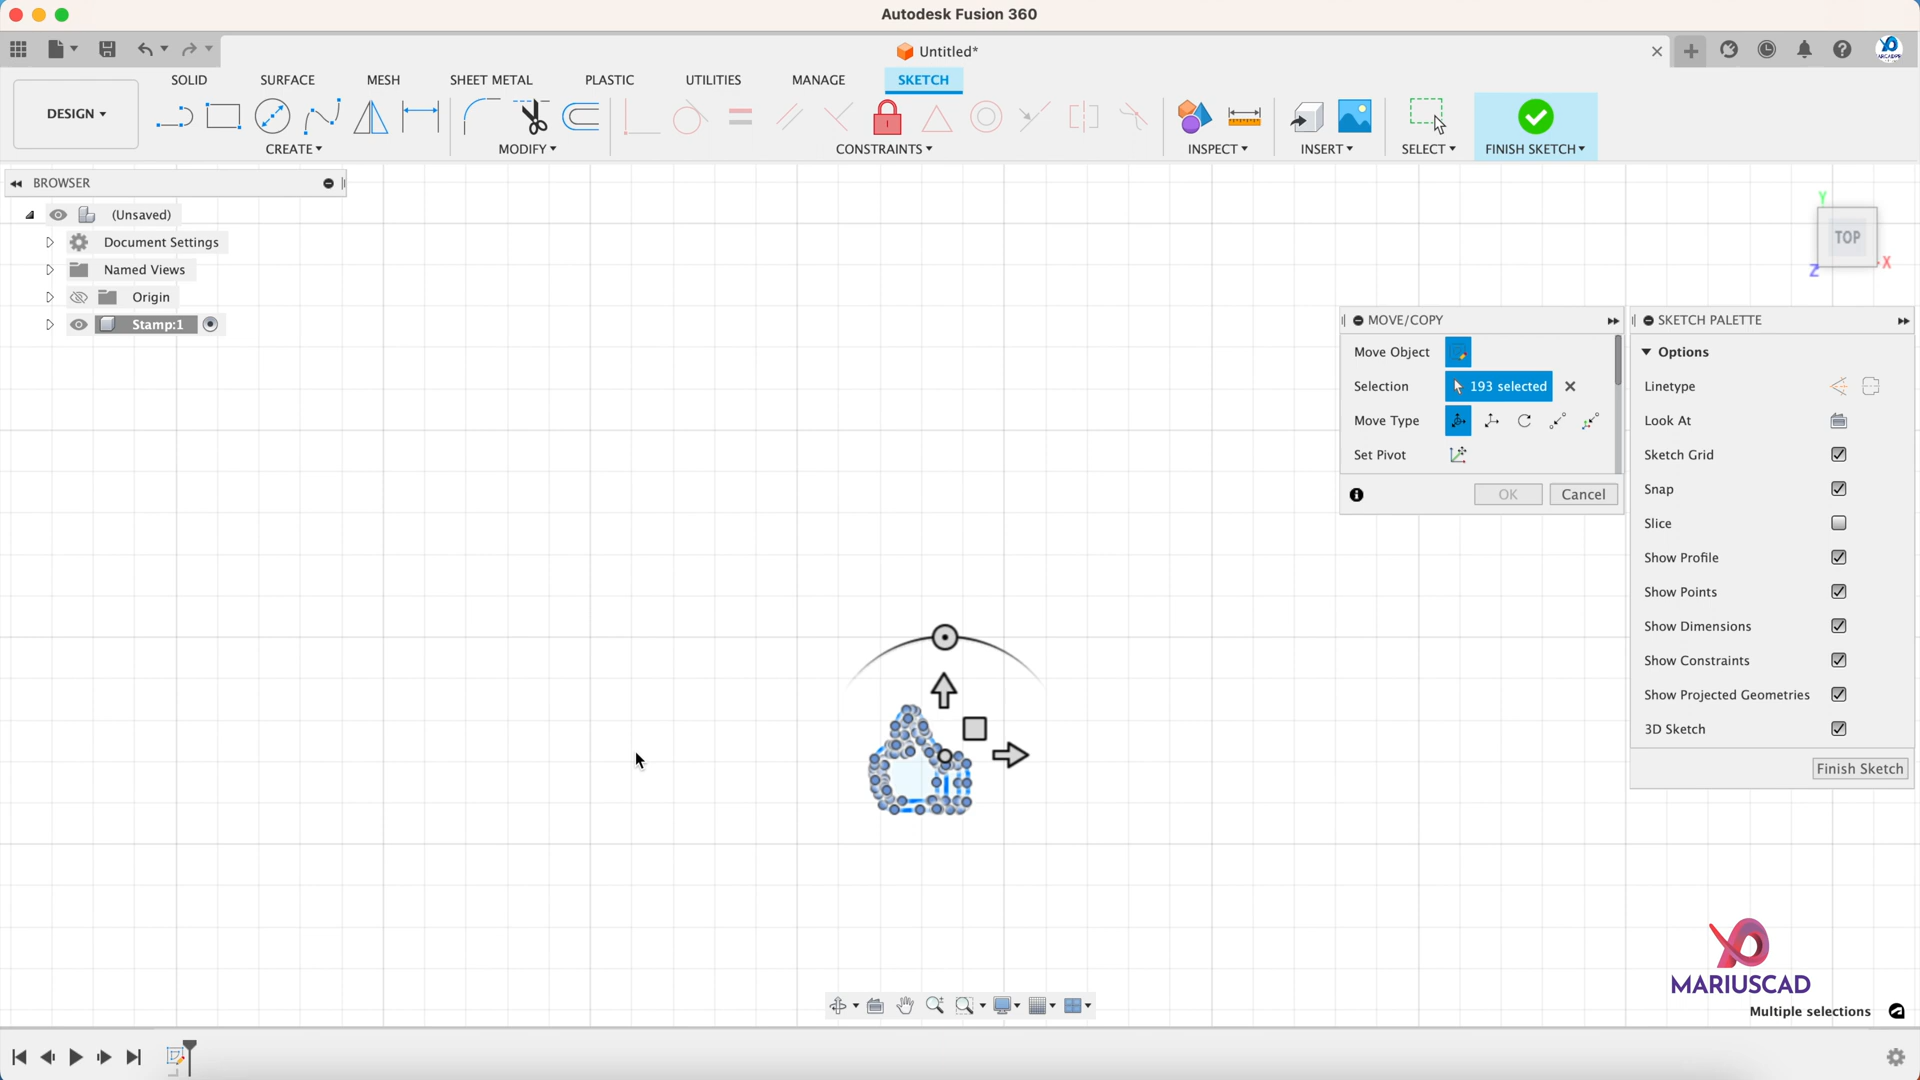 Autodesk Fusion 360
Untitled*
SOLID SURFACE MESH SHEET METAL PLASTIC UTILITIES MANAGE SKETCH
DESIGN
CREATE MODIFY CONSTRAINTS INSPECT INSERT SELECT FINISH SKETCH
BROWSER
(Unsaved)
Document Settings
Named Views
Origin
Stamp:1
Y
TOP
X
Z
MOVE/COPY
Move Object
Selection 193 selected
Move Type
Set Pivot
OK Cancel
SKETCH PALETTE
Options
Linetype
Look At
Sketch Grid
Snap
Slice
Show Profile
Show Points
Show Dimensions
Show Constraints
Show Projected Geometries
3D Sketch
Finish Sketch
MARIUSCAD
Multiple selections